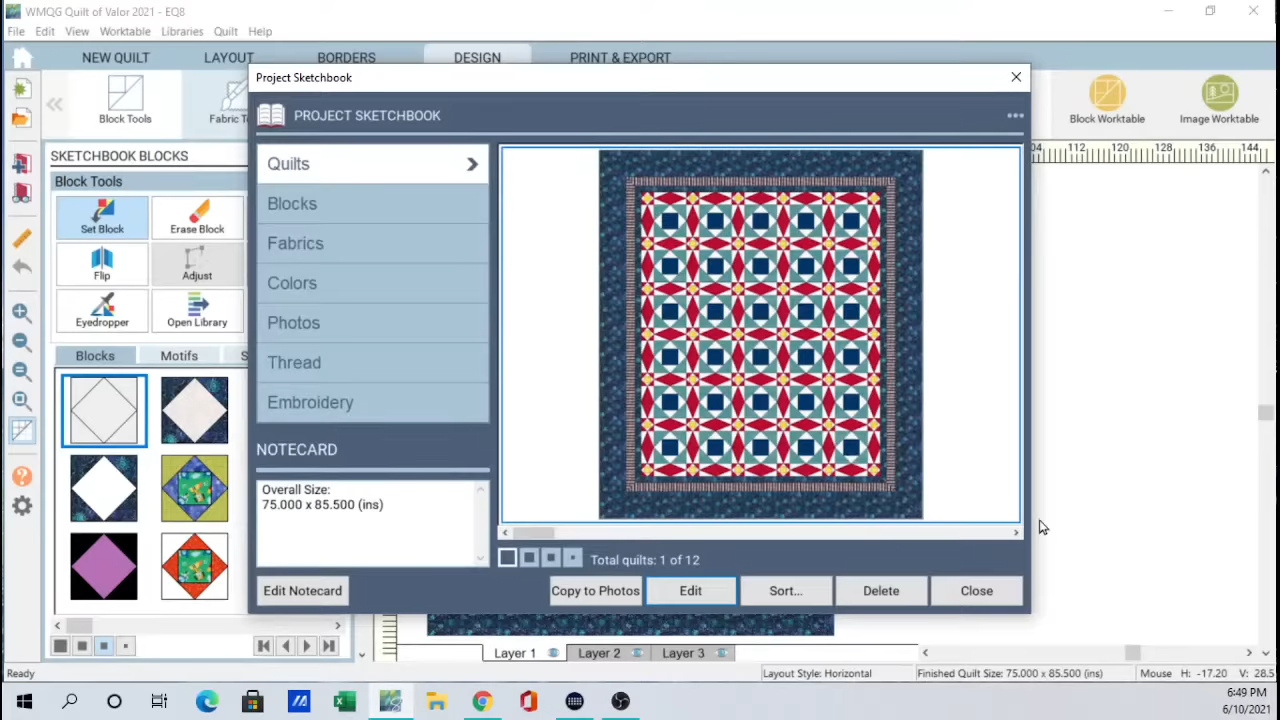 WMQG Quilt of Valor 2021 - EQ8
File Edit View Worktable Libraries Quilt Help
NEW QUILT LAYOUT BORDERS DESIGN PRINT & EXPORT
Block Tools
Block Worktable
Image Worktable
Project Sketchbook
PROJECT SKETCHBOOK
SKETCHBOOK BLOCKS
Block Tools
Set Block
Erase Block
Flip
Adjust
Eyedropper
Open Library
Blocks
Motifs
Quilts
Blocks
Fabrics
Colors
Photos
Thread
Embroidery
NOTECARD
Overall Size:
75.000 x 85.500 (ins)
Edit Notecard
Total quilts: 1 of 12
Copy to Photos
Edit
Sort...
Delete
Close
112 120 128 136 144
Layer 1
Layer 2
Layer 3
Ready
Layout Style: Horizontal
Finished Quilt Size: 75.000 x 85.500 (ins)
Mouse H: -17.20 V: 28.5
6:49 PM
6/10/2021